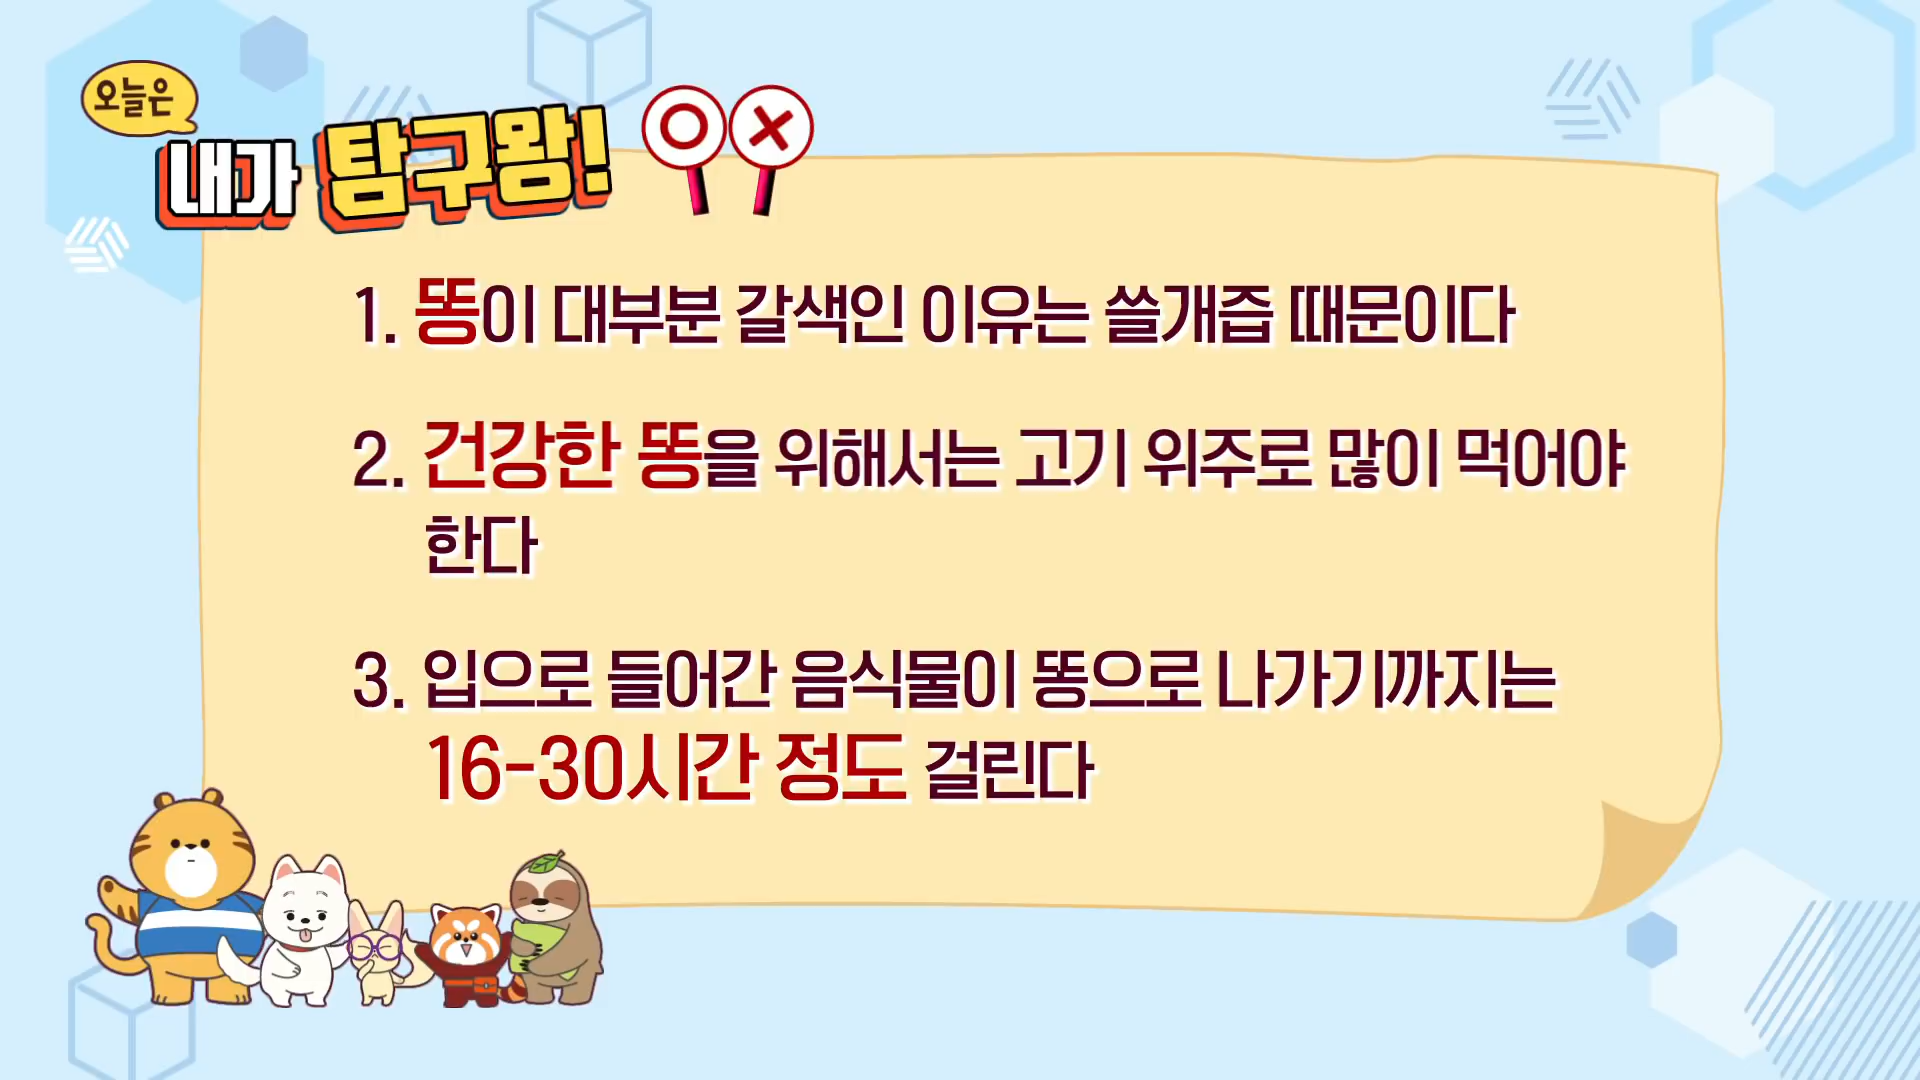 오늘은
내가 탐구왕!
1. 똥이 대부분 갈색인 이유는 쓸개즙 때문이다
2. 건강한 똥을 위해서는 고기 위주로 많이 먹어야
한다
3. 입으로 들어간 음식물이 똥으로 나가기까지는
16-30시간 정도 걸린다